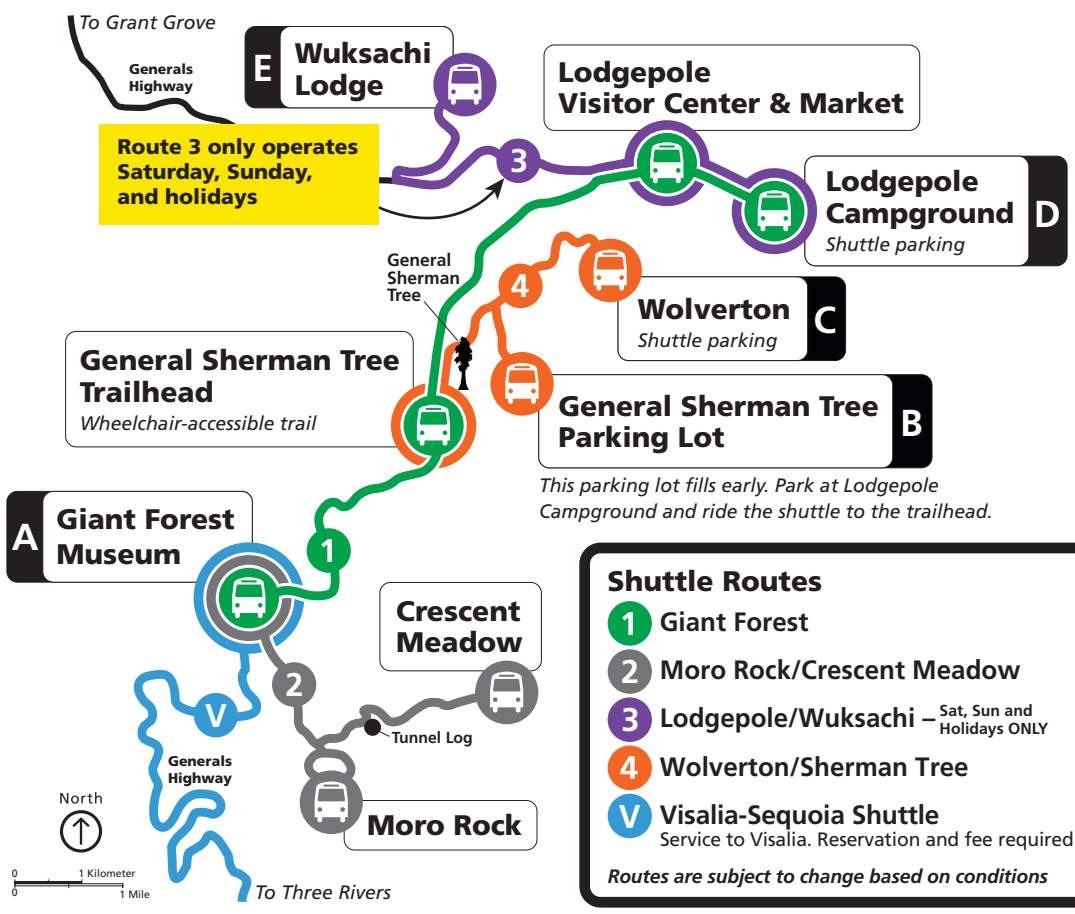 To Grant Grove
Generals
Highway
E
Wuksachi
Lodge
Lodgepole
Visitor Center & Market
Route 3 only operates
Saturday, Sunday,
and holidays
3
Lodgepole
Campground
Shuttle parking
D
General
Sherman
Tree
4
Wolverton
Shuttle parking
C
General Sherman Tree
Trailhead
Wheelchair-accessible trail
General Sherman Tree
Parking Lot
B
This parking lot fills early. Park at Lodgepole
Campground and ride the shuttle to the trailhead.
A
Giant Forest
Museum
1
Crescent
Meadow
2
V
Tunnel Log
Generals
Highway
Moro Rock
North
0 1 Kilometer
0 1 Mile
To Three Rivers
Shuttle Routes
1 Giant Forest
2 Moro Rock/Crescent Meadow
3 Lodgepole/Wuksachi – Sat, Sun and
Holidays ONLY
4 Wolverton/Sherman Tree
V Visalia-Sequoia Shuttle
Service to Visalia. Reservation and fee required
Routes are subject to change based on conditions